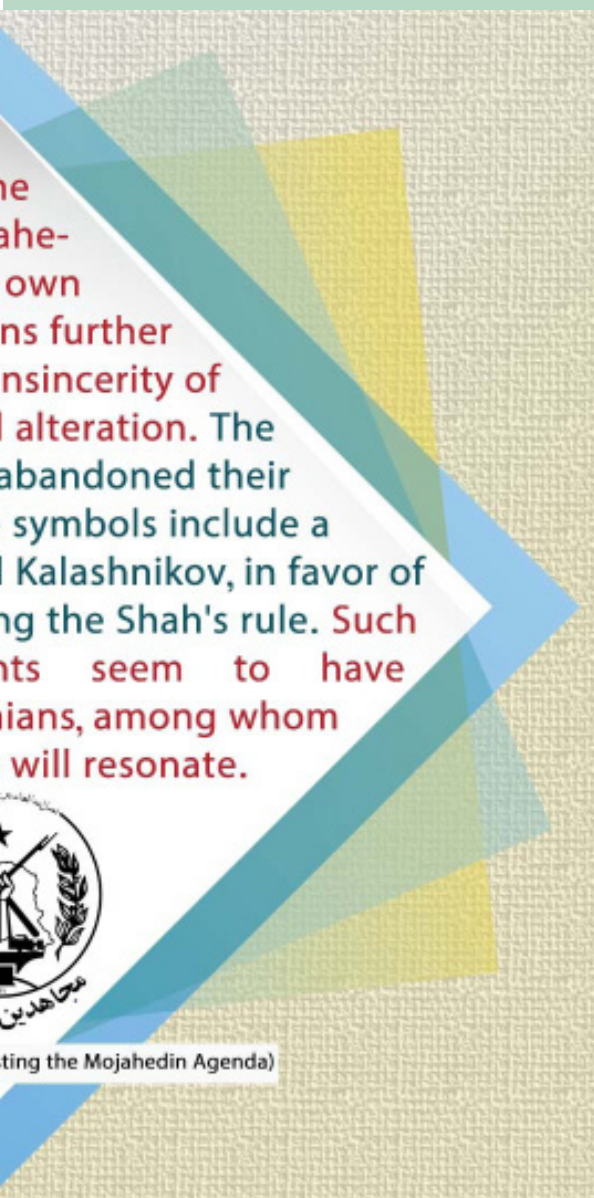 he
ahe-
own
ns further
nsincerity of
alteration. The
abandoned their
symbols include a
Kalashnikov, in favor of
ng the Shah's rule. Such
nts seem to have
nians, among whom
will resonate.
مجاهدین
sting the Mojahedin Agenda)